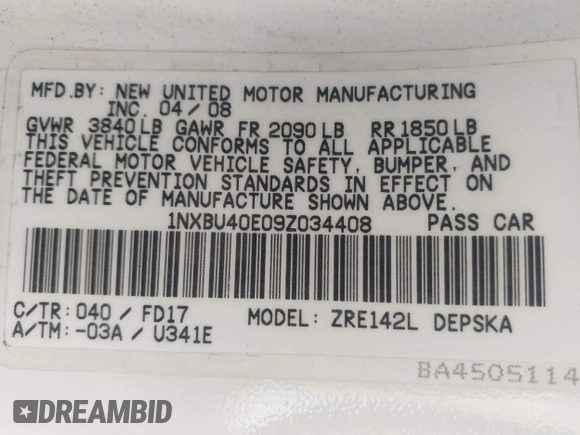 MFD.BY: NEW UNITED MOTOR MANUFACTURING
INC. 04/08
GVWR 3840LB GAWR FR 2090LB RR1850LB
THIS VEHICLE CONFORMS TO ALL APPLICABLE
FEDERAL MOTOR VEHICLE SAFETY, BUMPER, AND
THEFT PREVENTION STANDARDS IN EFFECT ON
THE DATE OF MANUFACTURE SHOWN ABOVE.
1NXBU40E09Z034408 PASS CAR
C/TR: 040 / FD17 MODEL: ZRE142L DEPSKA
A/TM: -03A / U341E
BA4505114
DREAMBID